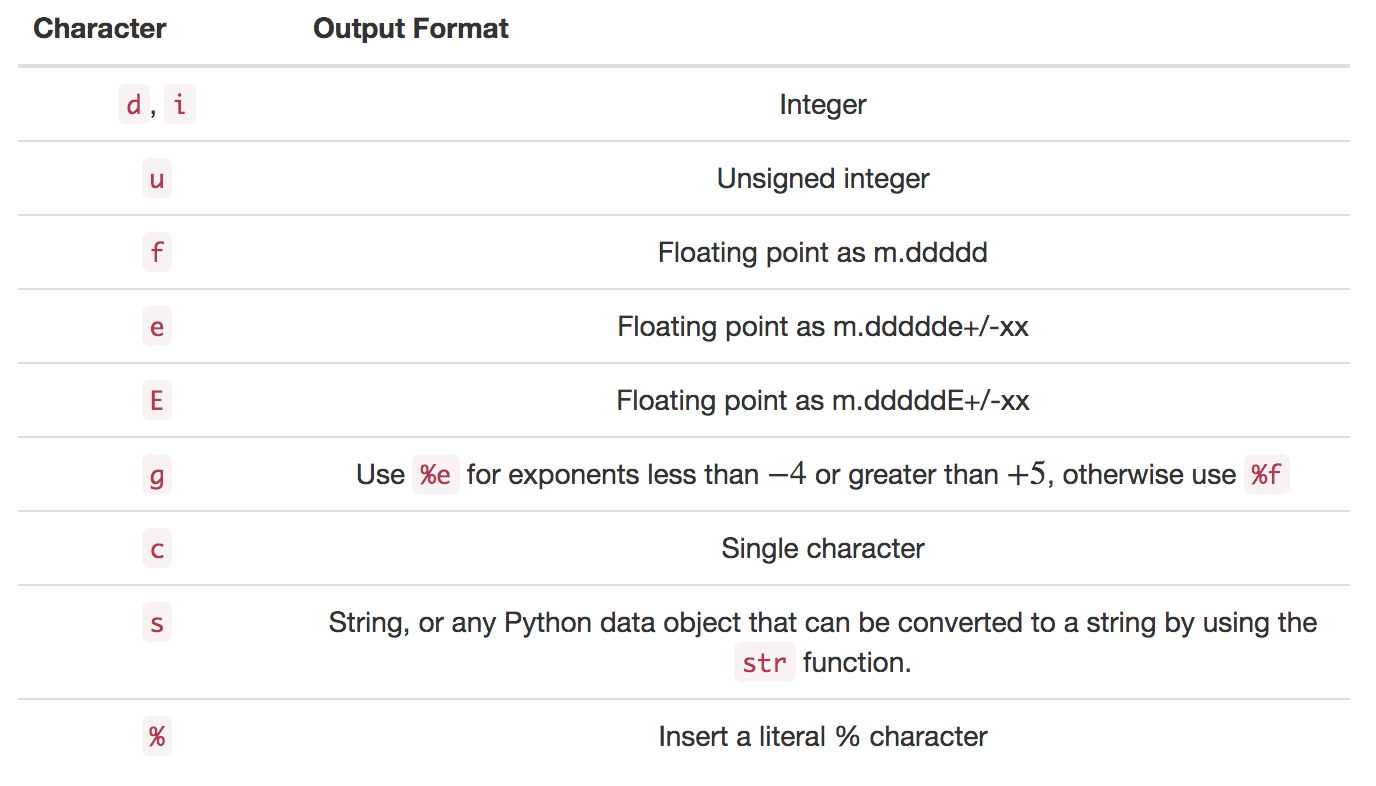 Character Output Format
d, i Integer
u Unsigned integer
f Floating point as m.ddddd
e Floating point as m.ddddde+/-xx
E Floating point as m.dddddE+/-xx
g Use %e for exponents less than −4 or greater than +5, otherwise use %f
c Single character
s String, or any Python data object that can be converted to a string by using the
str function.
% Insert a literal % character